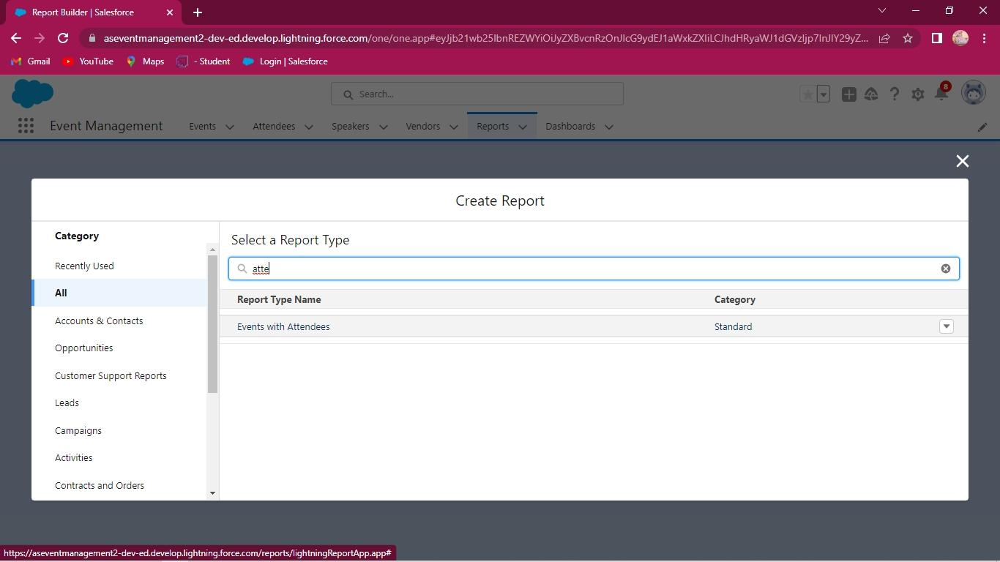 Report Builder | Salesforce
aseventmanagement2-dev-ed.develop.lightning.force.com/one/one.app#eyJjb21wb25lbnREZWYiOiJyZXBvcnRzOnJlcG9ydEJ1aWxkZXIiLCJhdHRyaWJ1dGVzIjp7InJlY29yZ...
Gmail YouTube Maps - Student Login | Salesforce
Search...
8
Event Management Events Attendees Speakers Vendors Reports Dashboards
Create Report
Category
Recently Used
All
Accounts & Contacts
Opportunities
Customer Support Reports
Leads
Campaigns
Activities
Contracts and Orders
Select a Report Type
atte
Report Type Name Category
Events with Attendees Standard
https://aseventmanagement2-dev-ed.develop.lightning.force.com/reports/lightningReportApp.app#